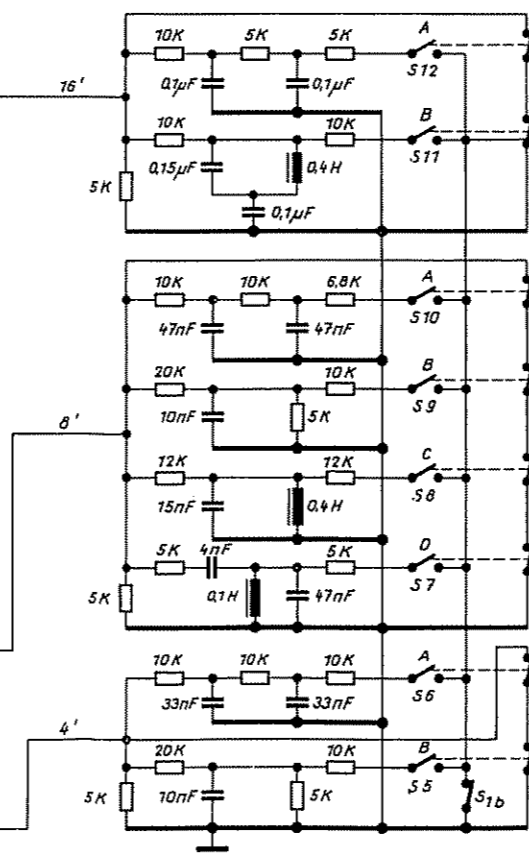 10K 5K 5K A
S12
0,1µF 0,1µF
16'
10K 10K B
S11
0,15µF 0,4H
5K
0,1µF
10K 10K 6,8K A
S10
47nF 47nF
20K 10K B
S9
10nF 5K
8'
12K 12K C
S8
15nF 0,4H
5K 4nF 5K D
S7
5K 0,1H 47nF
10K 10K 10K A
S6
33nF 33nF
4'
20K 10K B
S5
5K 10nF 5K S1b